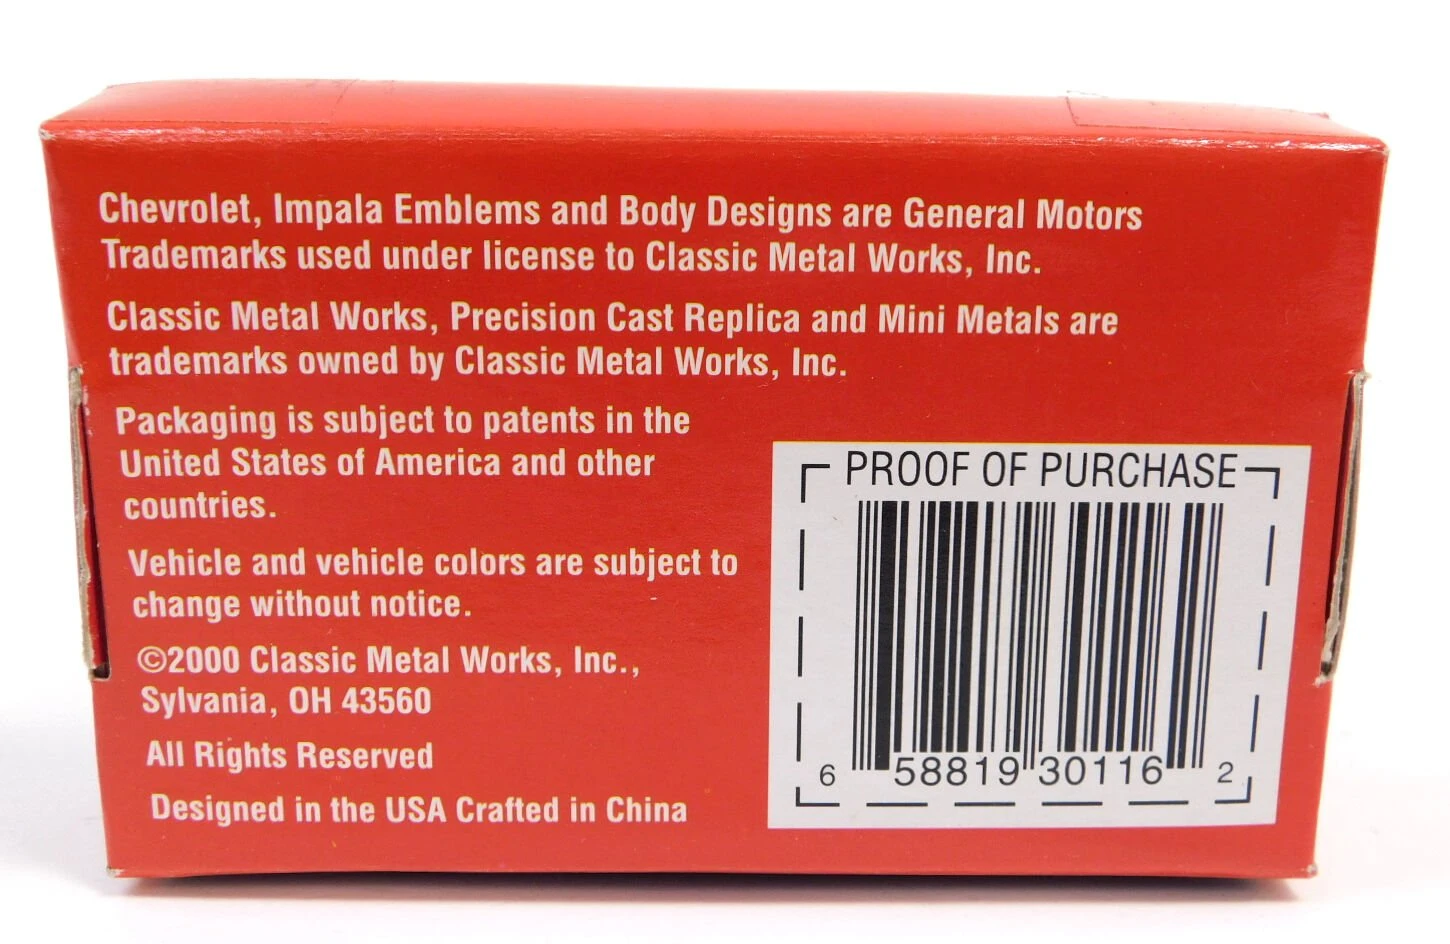 Chevrolet, Impala Emblems and Body Designs are General Motors
Trademarks used under license to Classic Metal Works, Inc.
Classic Metal Works, Precision Cast Replica and Mini Metals are
trademarks owned by Classic Metal Works, Inc.
Packaging is subject to patents in the
United States of America and other
countries.
Vehicle and vehicle colors are subject to
change without notice.
©2000 Classic Metal Works, Inc.,
Sylvania, OH 43560
All Rights Reserved
Designed in the USA Crafted in China
PROOF OF PURCHASE
6 58819 30116 2